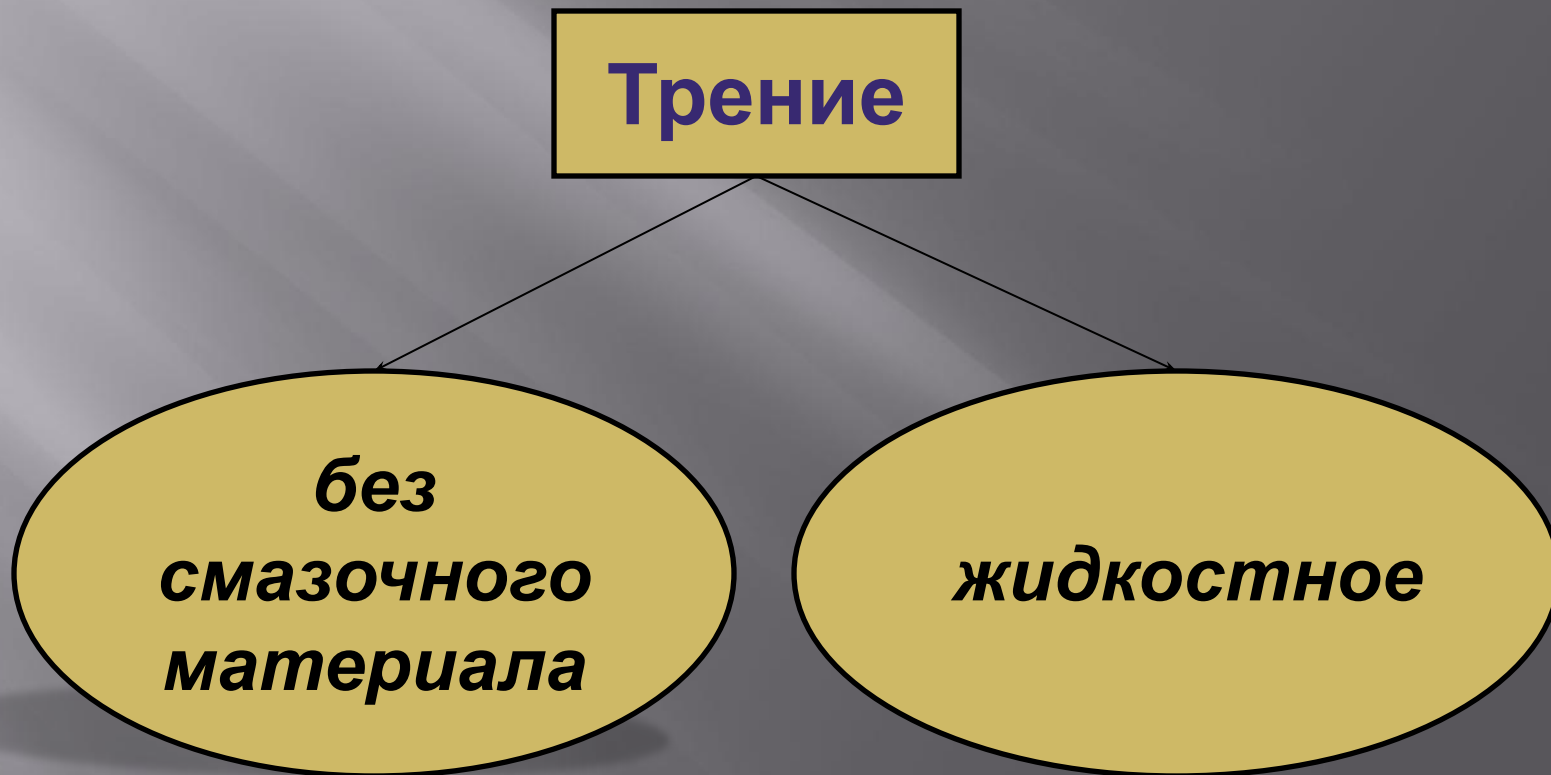 Трение
без
смазочного
материала
жидкостное